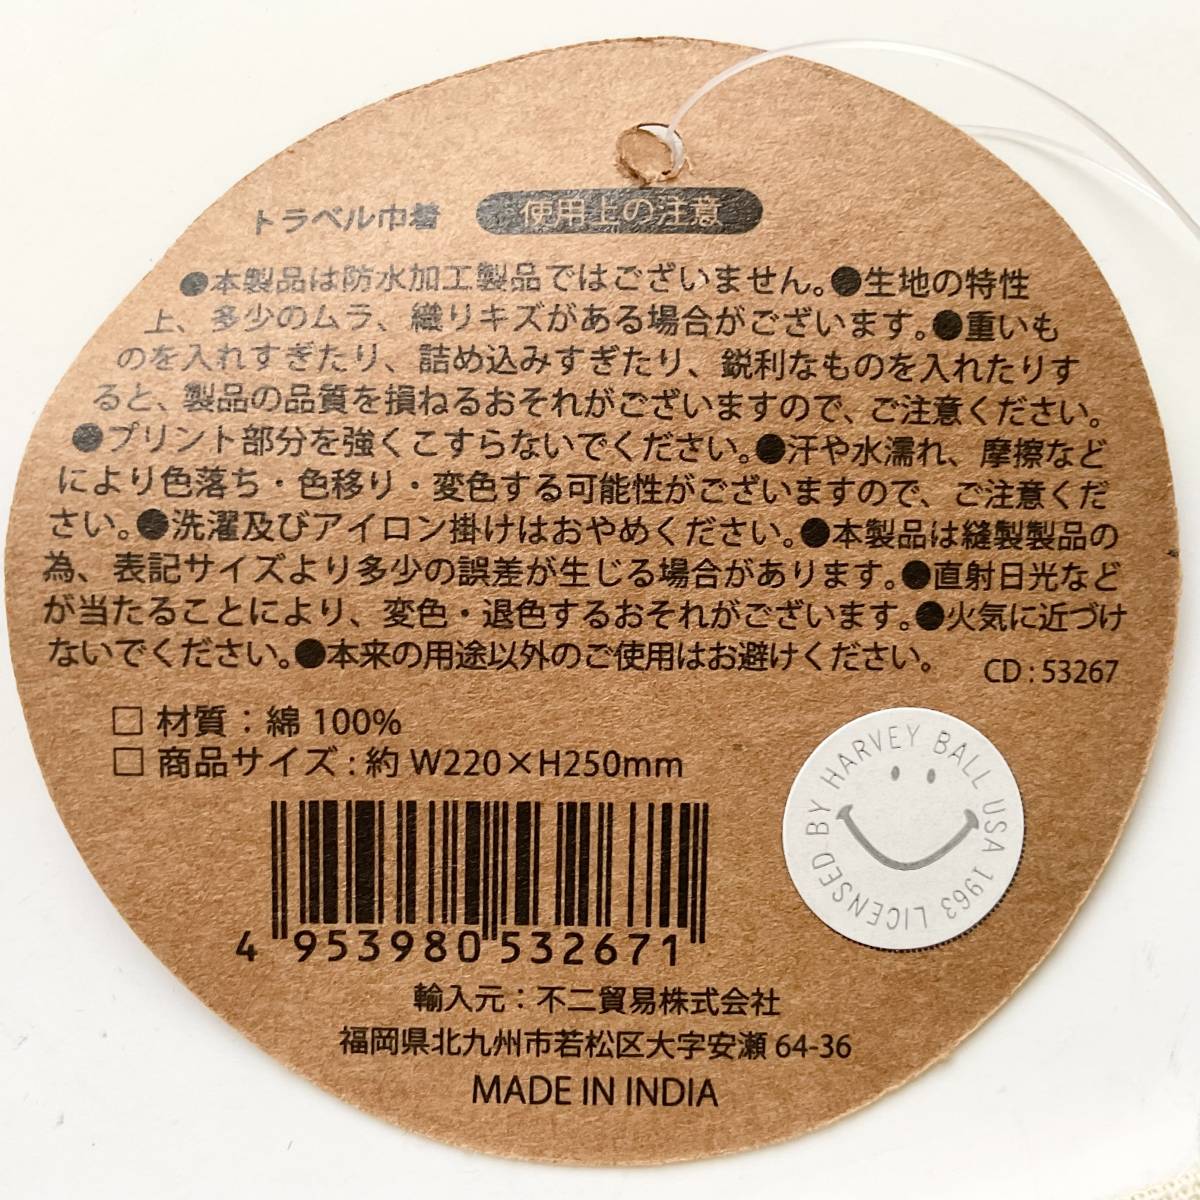 トラベル巾着 使用上の注意
●本製品は防水加工製品ではございません。●生地の特性
上、多少のムラ、織りキズがある場合がございます。●重いも
のを入れすぎたり、詰め込みすぎたり、鋭利なものを入れたりす
ると、製品の品質を損ねるおそれがございますので、ご注意ください。
●プリント部分を強くこすらないでください。●汗や水濡れ、摩擦など
により色落ち・色移り・変色する可能性がございますので、ご注意くだ
さい。●洗濯及びアイロン掛けはおやめください。●本製品は縫製製品の
為、表記サイズより多少の誤差が生じる場合があります。●直射日光など
が当たることにより、変色・退色するおそれがございます。●火気に近づけ
ないでください。●本来の用途以外のご使用はお避けください。
CD : 53267
□ 材質：綿 100%
□ 商品サイズ : 約 W220×H250mm
LICENSED BY HARVEY BALL USA 1963
4 953980 532671
輸入元：不二貿易株式会社
福岡県北九州市若松区大字安瀬 64-36
MADE IN INDIA